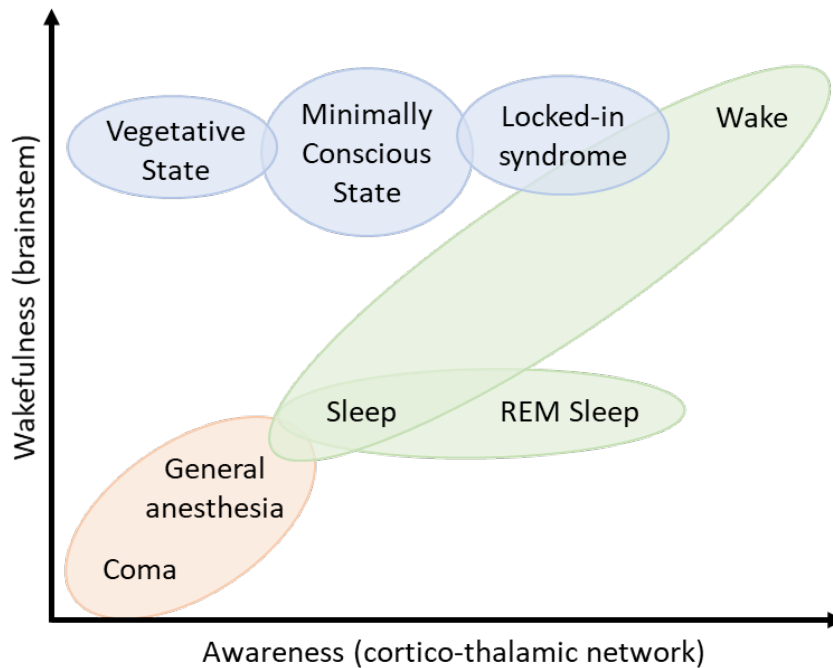 Vegetative
State
Minimally
Conscious
State
Locked-in
syndrome
Wake
Wakefulness (brainstem)
Sleep
REM Sleep
General
anesthesia
Coma
Awareness (cortico-thalamic network)